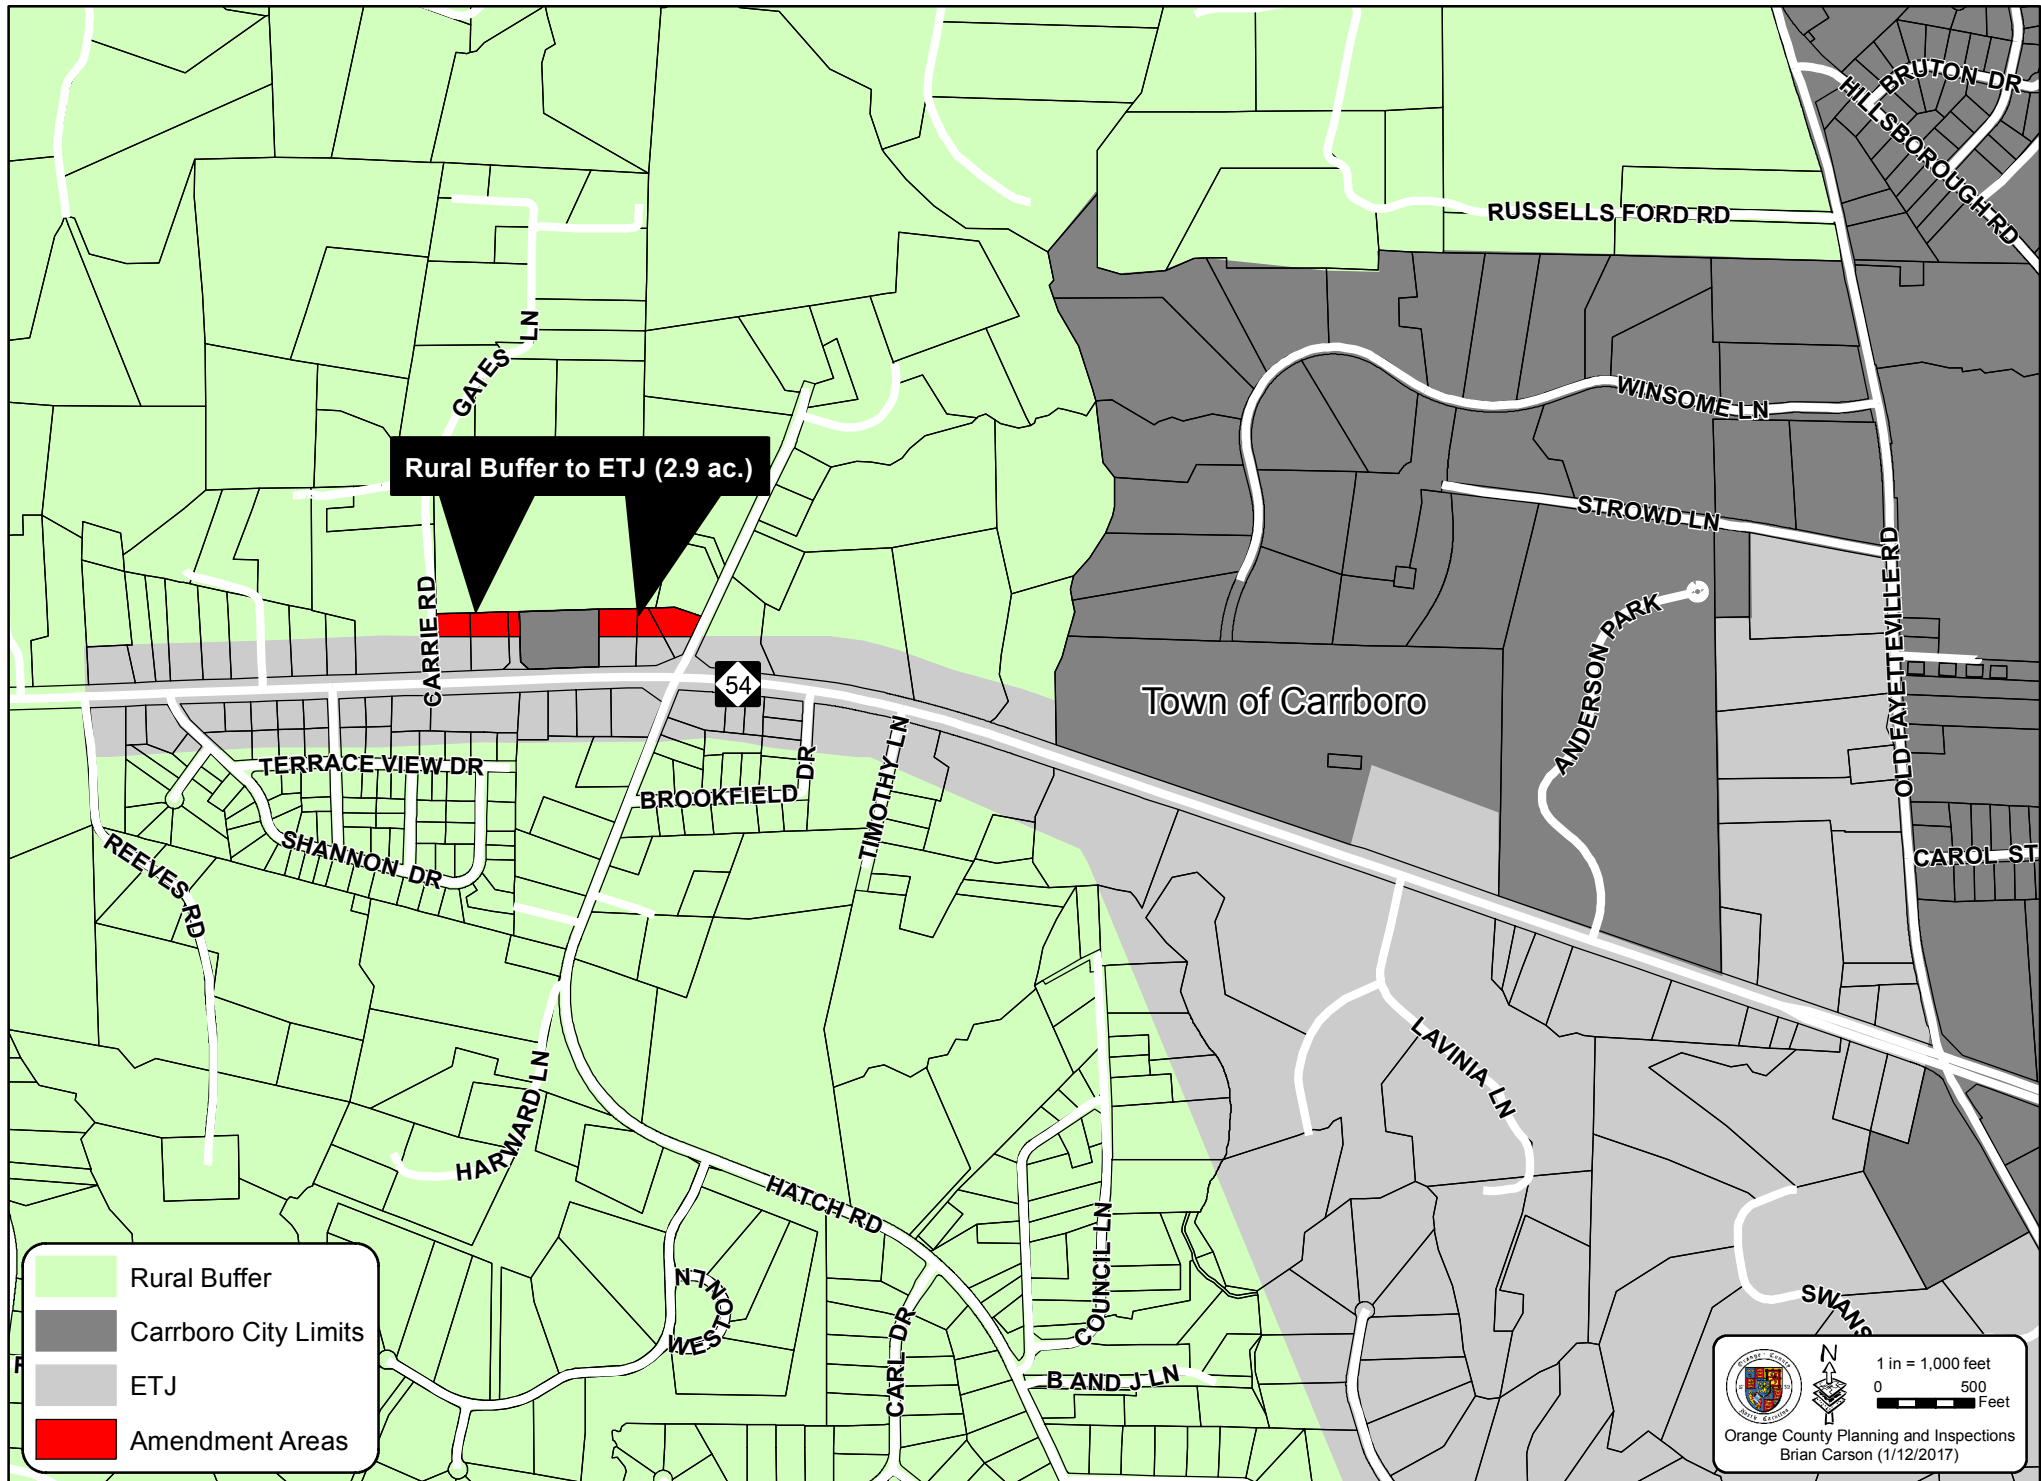 BRUTON DR
HILLSBOROUGH RD
RUSSELLS FORD RD
GATES LN
WINSOME LN
Rural Buffer to ETJ (2.9 ac.)
STROWD LN
OLD FAYETTEVILLE RD
CARRIE RD
ANDERSON PARK
54
Town of Carrboro
TERRACE VIEW DR
BROOKFIELD DR
TIMOTHY LN
SHANNON DR
REEVES RD
CAROL ST
LAVINIA LN
HARWARD LN
HATCH RD
COUNCIL LN
WESTON LN
CARL DR
B AND J LN
SWANS
Rural Buffer
Carrboro City Limits
ETJ
Amendment Areas
N
1 in = 1,000 feet
0 500
Feet
Orange County
North Carolina
Orange County Planning and Inspections
Brian Carson (1/12/2017)